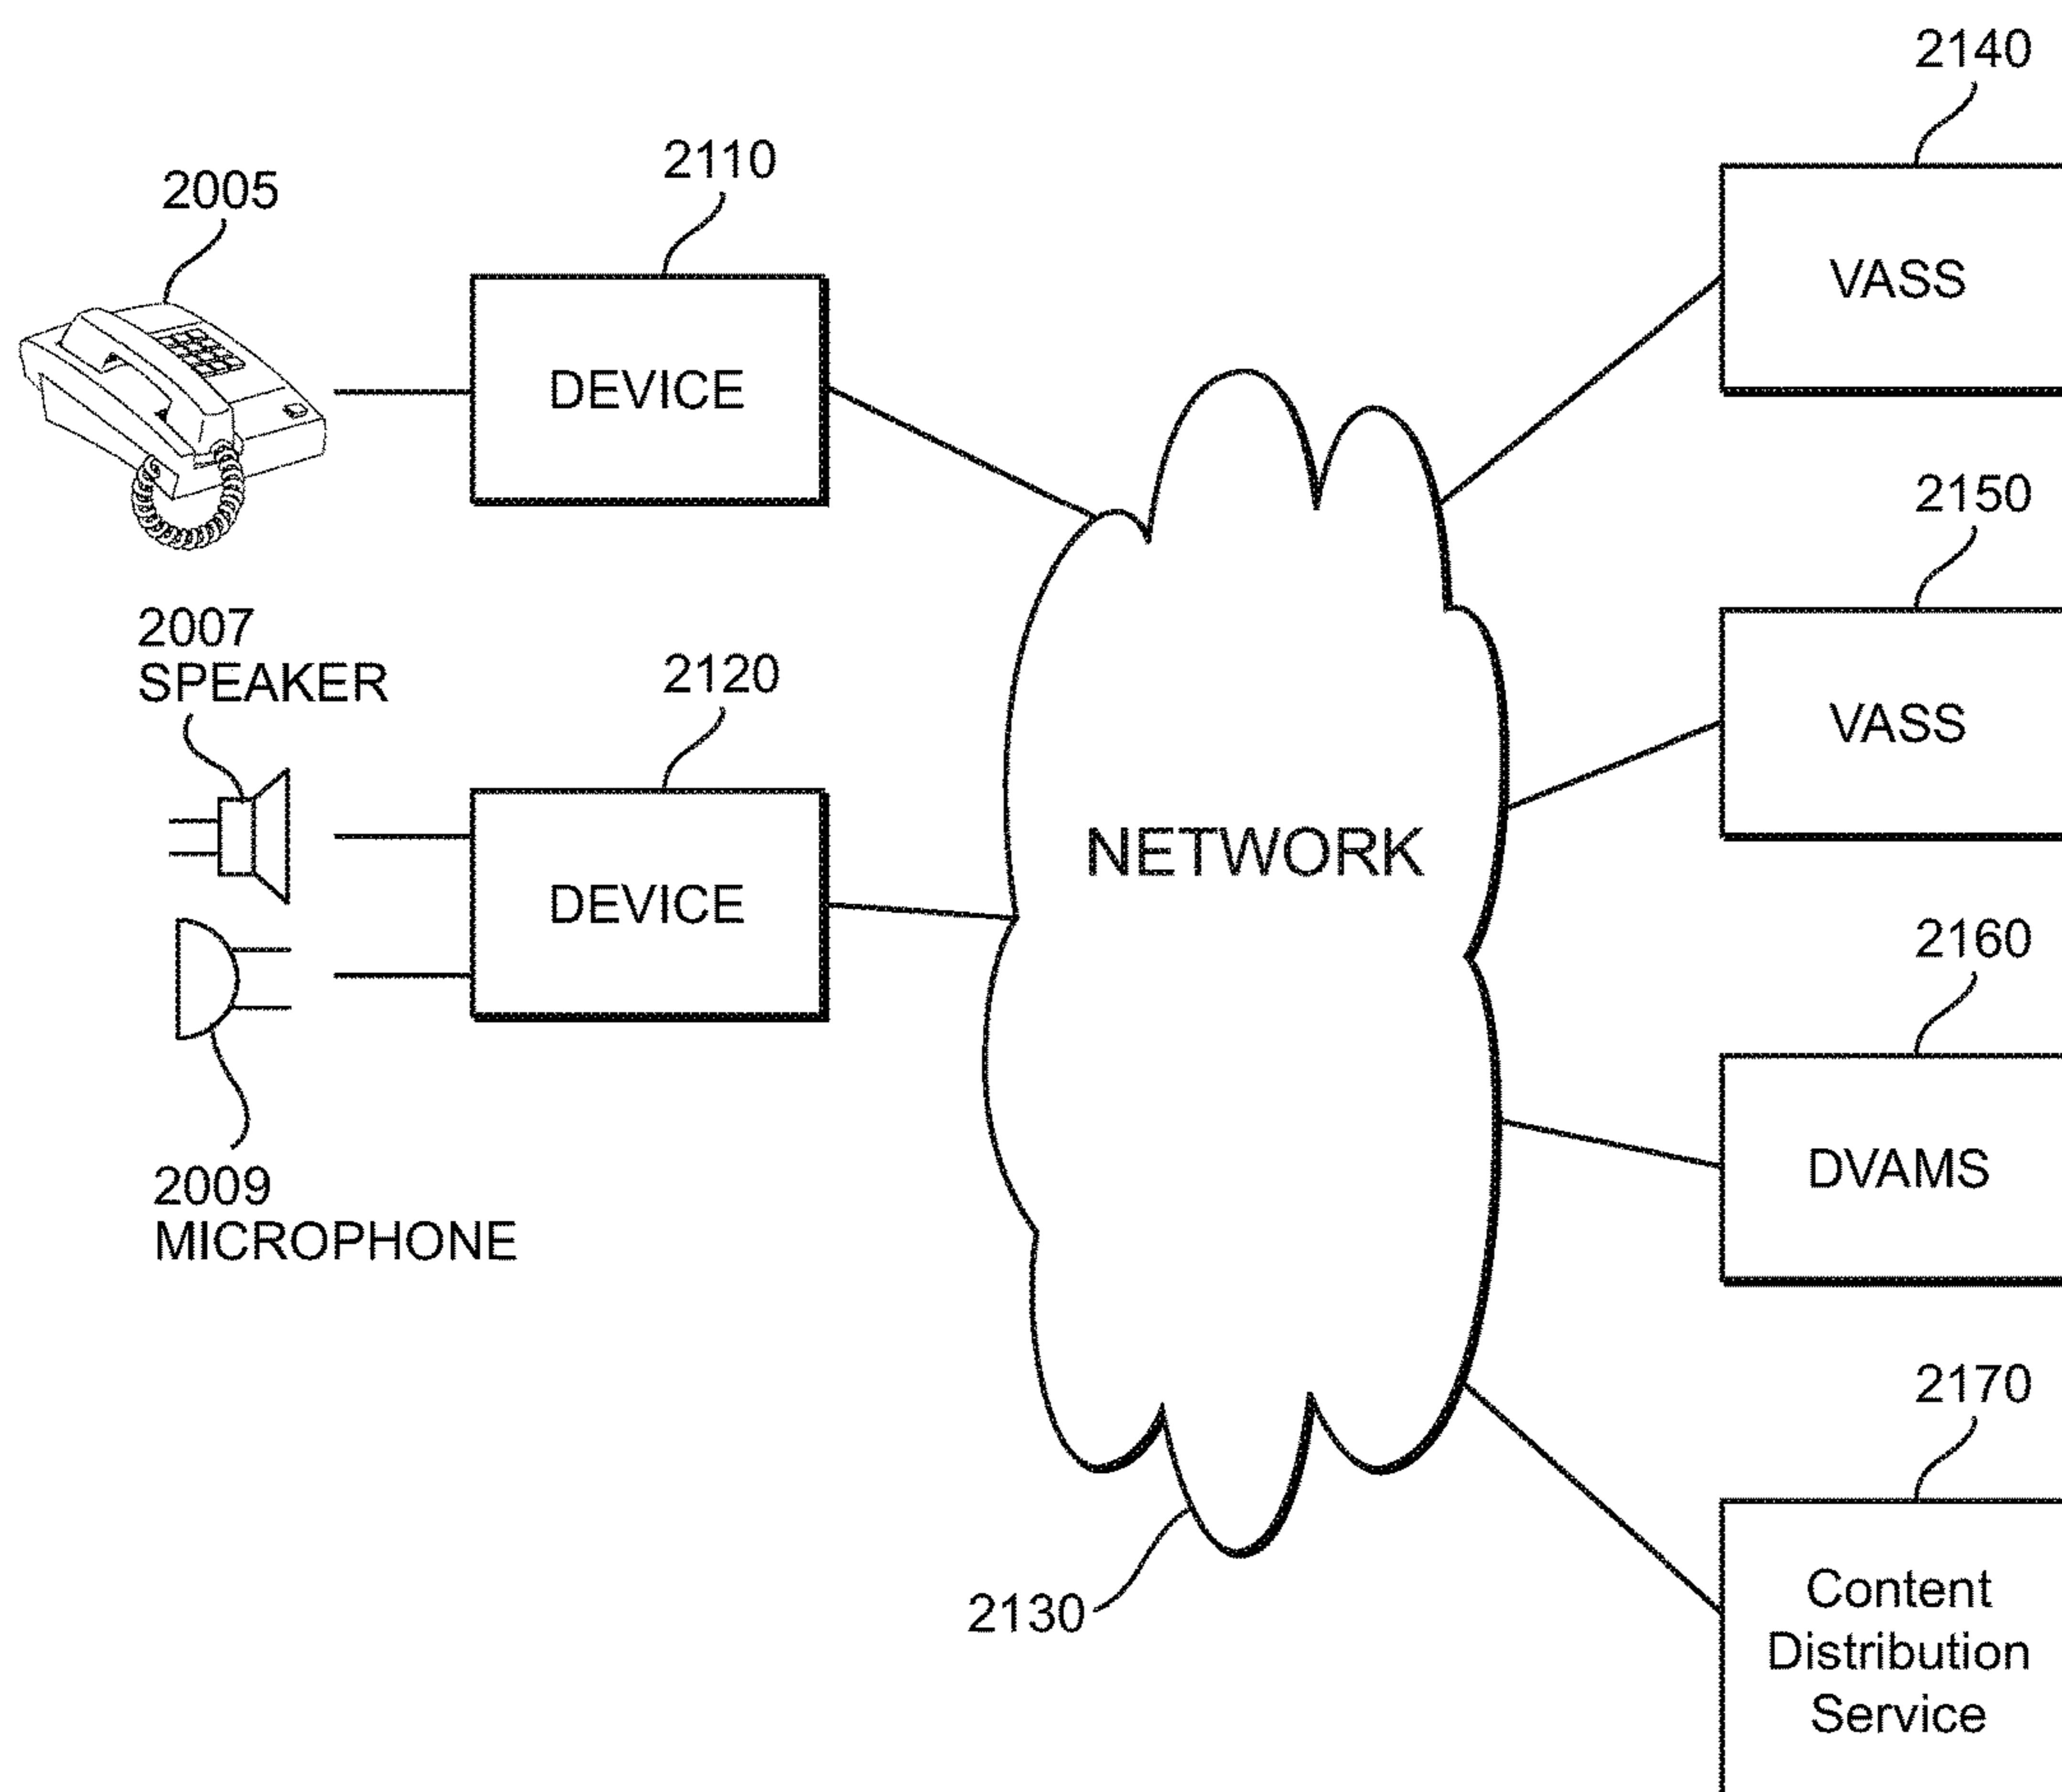 2140
2110
2005
VASS
DEVICE
2150
2007
SPEAKER
2120
VASS
NETWORK
DEVICE
2160
2009
MICROPHONE
DVAMS
2170
2130
Content
Distribution
Service